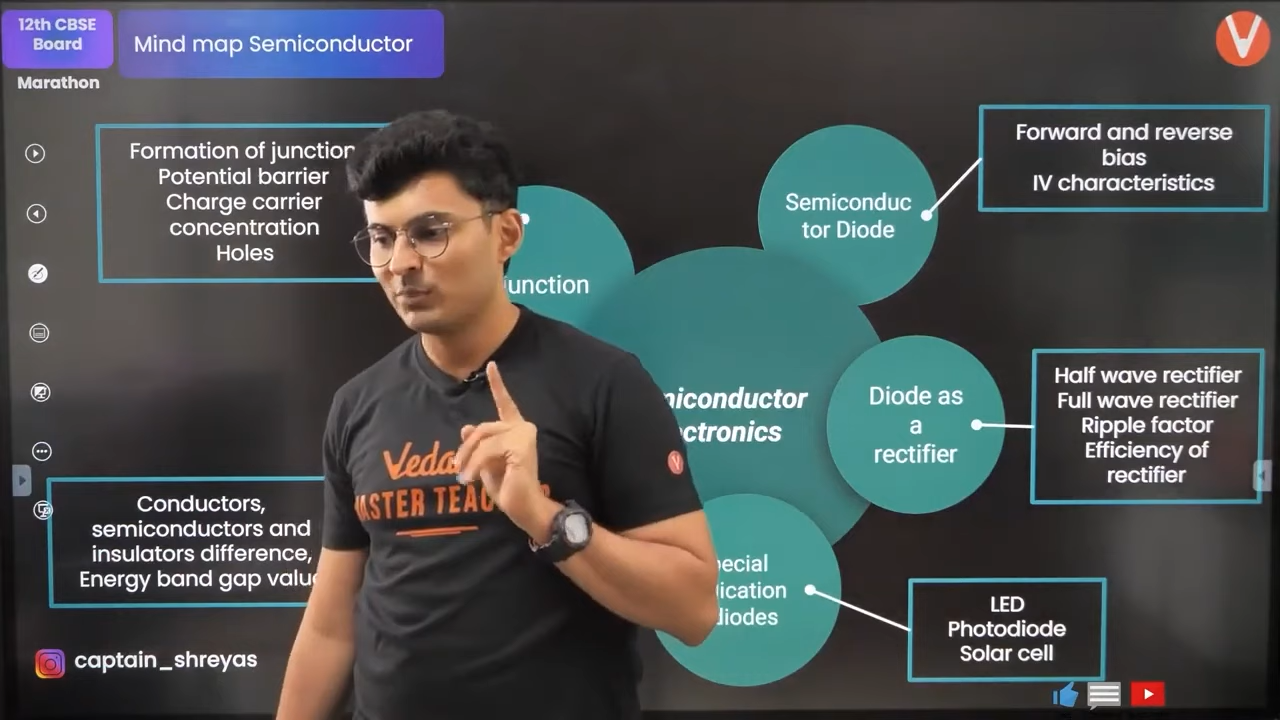 12th CBSE
Board
Mind map Semiconductor
Marathon
Formation of junction
Potential barrier
Charge carrier
concentration
Holes
Semiconduc
tor Diode
Forward and reverse
bias
IV characteristics
Diode as
a
rectifier
Half wave rectifier
Full wave rectifier
Ripple factor
Efficiency of
rectifier
Conductors,
semiconductors and
insulators difference,
Energy band gap
LED
Photodiode
Solar cell
captain_shreyas